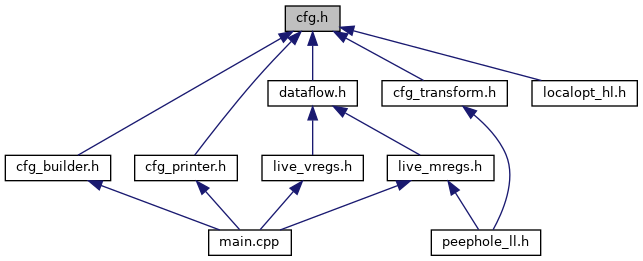 cfg.h
dataflow.h
cfg_transform.h
localopt_hl.h
cfg_builder.h
cfg_printer.h
live_vregs.h
live_mregs.h
main.cpp
peephole_ll.h